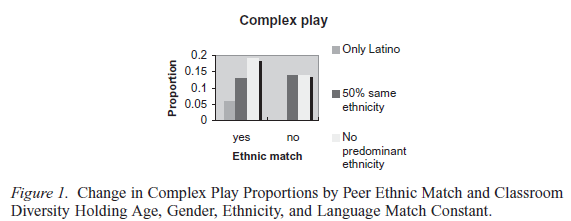 Complex play
Proportion
0.2
0.15
0.1
0.05
0
yes
no
Ethnic match
Only Latino
50% same
ethnicity
No
predominant
ethnicity
Figure 1. Change in Complex Play Proportions by Peer Ethnic Match and Classroom
Diversity Holding Age, Gender, Ethnicity, and Language Match Constant.